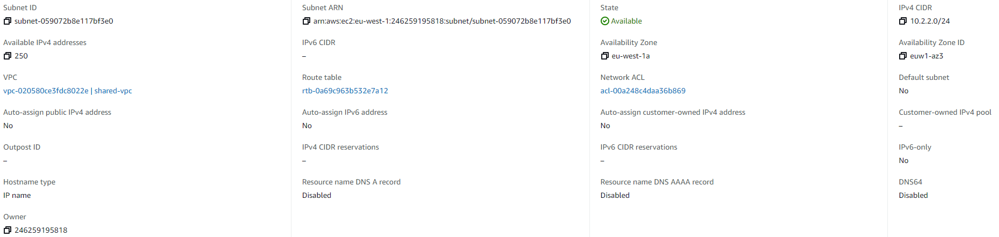 Subnet ID
subnet-059072b8e117bf3e0
Subnet ARN
arn:aws:ec2:eu-west-1:246259195818:subnet/subnet-059072b8e117bf3e0
State
Available
IPv4 CIDR
10.2.2.0/24
Available IPv4 addresses
250
IPv6 CIDR
–
Availability Zone
eu-west-1a
Availability Zone ID
euw1-az3
VPC
vpc-020580ce3fdc8022e | shared-vpc
Route table
rtb-0a69c963b532e7a12
Network ACL
acl-00a248c4daa36b869
Default subnet
No
Auto-assign public IPv4 address
No
Auto-assign IPv6 address
No
Auto-assign customer-owned IPv4 address
No
Customer-owned IPv4 pool
–
Outpost ID
–
IPv4 CIDR reservations
–
IPv6 CIDR reservations
–
IPv6-only
No
Hostname type
IP name
Resource name DNS A record
Disabled
Resource name DNS AAAA record
Disabled
DNS64
Disabled
Owner
246259195818